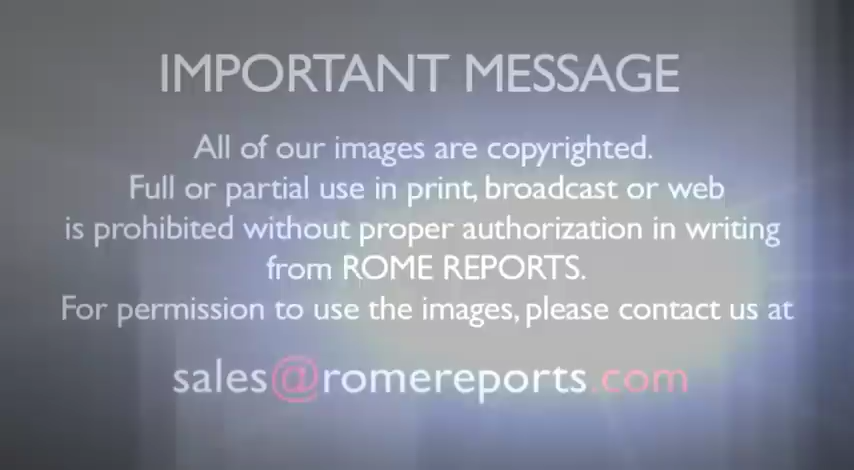 IMPORTANT MESSAGE
All of our images are copyrighted.
Full or partial use in print, broadcast or web
is prohibited without proper authorization in writing
from ROME REPORTS.
For permission to use the images, please contact us at
sales@romereports.com